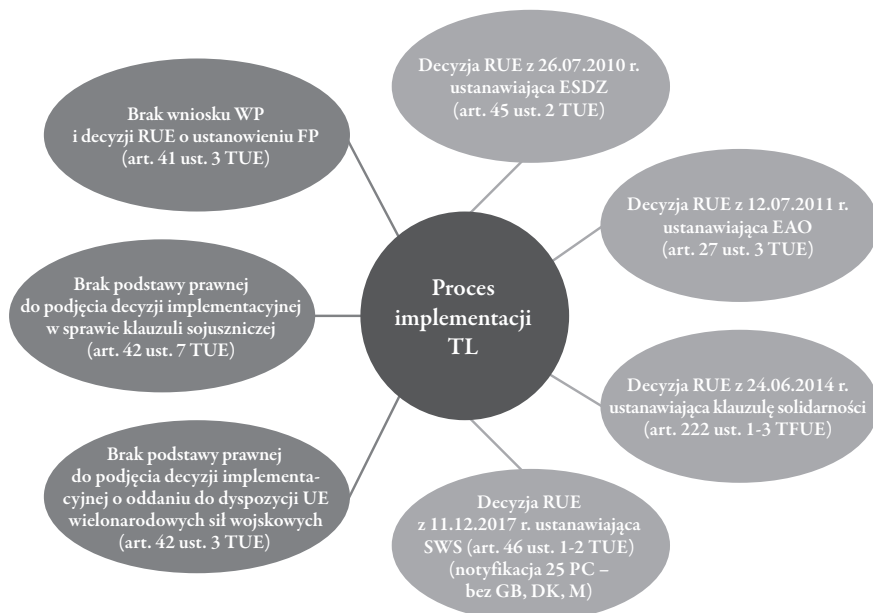 Decyzja RUE z 26.07.2010 r.
ustanawiająca ESDZ
(art. 45 ust. 2 TUE)
Brak wniosku WP
i decyzji RUE o ustanowieniu FP
(art. 41 ust. 3 TUE)
Decyzja RUE z 12.07.2011 r.
ustanawiająca EAO
(art. 27 ust. 3 TUE)
Brak podstawy prawnej
do podjęcia decyzji implementacyjnej
w sprawie klauzuli sojuszniczej
(art. 42 ust. 7 TUE)
Proces
implementacji
TL
Decyzja RUE z 24.06.2014 r.
ustanawiająca klauzulę solidarności
(art. 222 ust. 1-3 TFUE)
Brak podstawy prawnej
do podjęcia decyzji implementa-
cyjnej o oddaniu do dyspozycji UE
wielonarodowych sił wojskowych
(art. 42 ust. 3 TUE)
Decyzja RUE
z 11.12.2017 r. ustanawiająca
SWS (art. 46 ust. 1-2 TUE)
(notyfikacja 25 PC –
bez GB, DK, M)